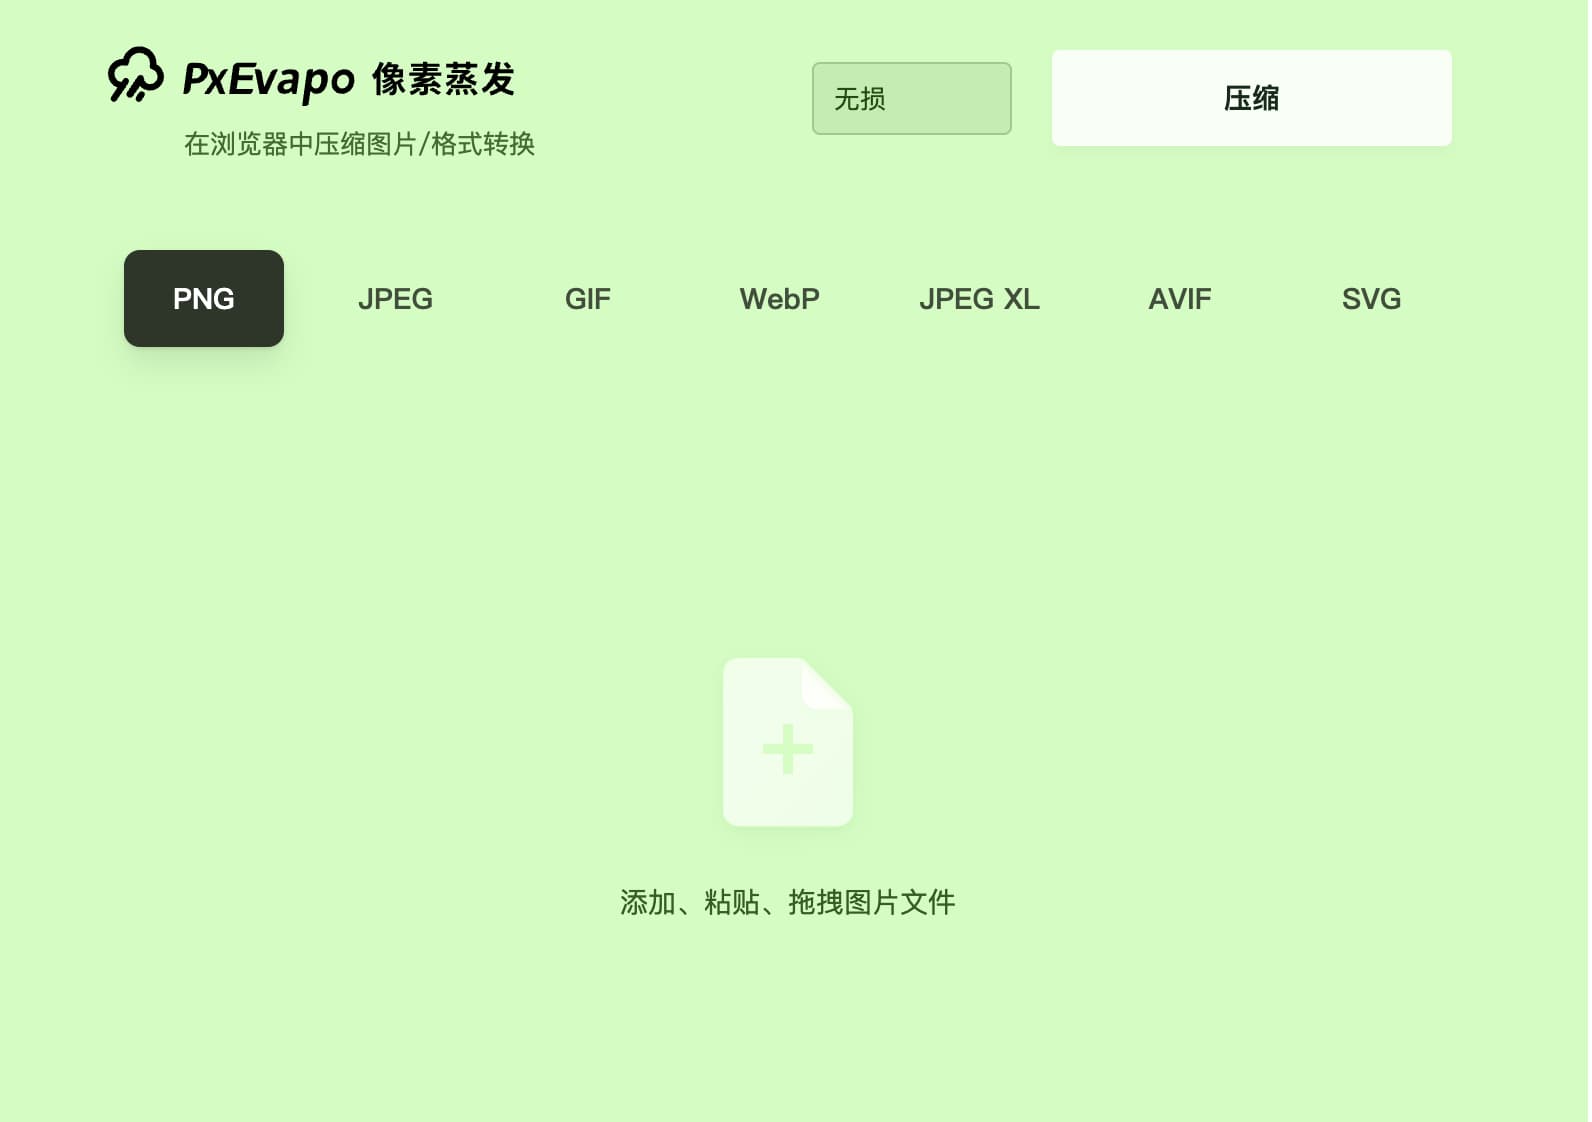 PxEvapo 像素蒸发
在浏览器中压缩图片/格式转换
无损
压缩
PNG
JPEG
GIF
WebP
JPEG XL
AVIF
SVG
添加、粘贴、拖拽图片文件